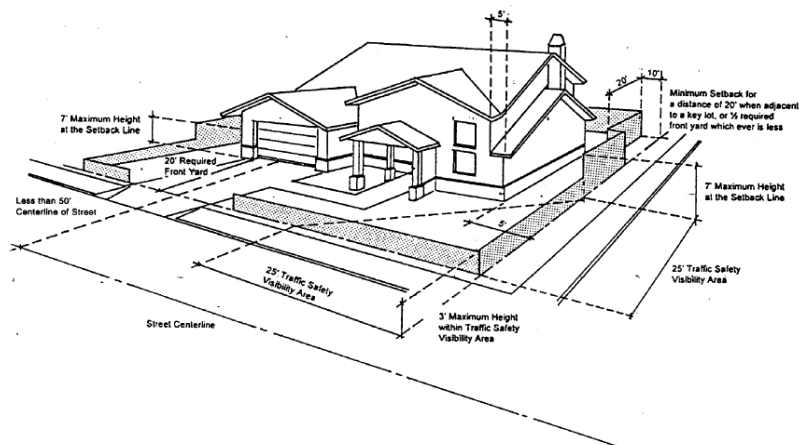 5'
20'
10'
Minimum Setback for
a distance of 20' when adjacent
to a key lot, or ½ required
front yard which ever is less
7' Maximum Height
at the Setback Line
20' Required
Front Yard
Less than 50'
Centerline of Street
7' Maximum Height
at the Setback Line
5'
25' Traffic Safety
Visibility Area
25' Traffic Safety
Visibility Area
3' Maximum Height
within Traffic Safety
Visibility Area
Street Centerline